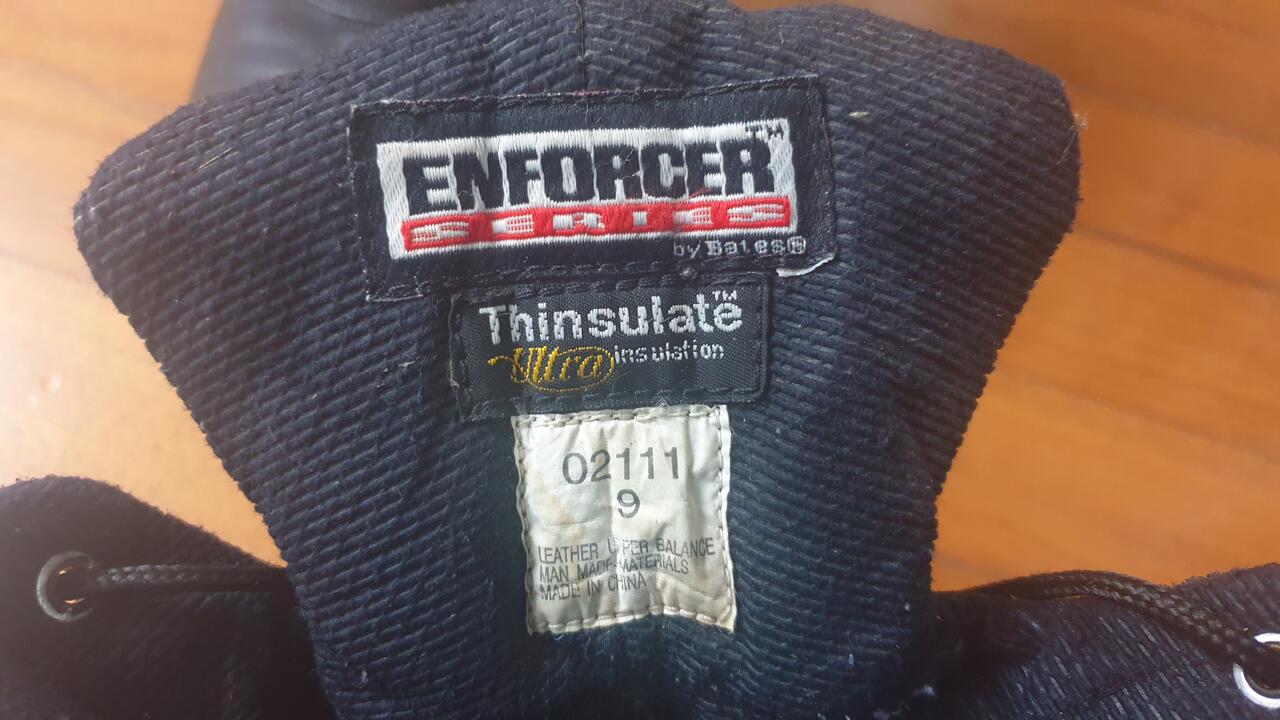 ENFORCER™
SERIES
by Bates®
Thinsulate™
Ultra insulation
02111
9
LEATHER UPPER BALANCE
MAN MADE MATERIALS
MADE IN CHINA